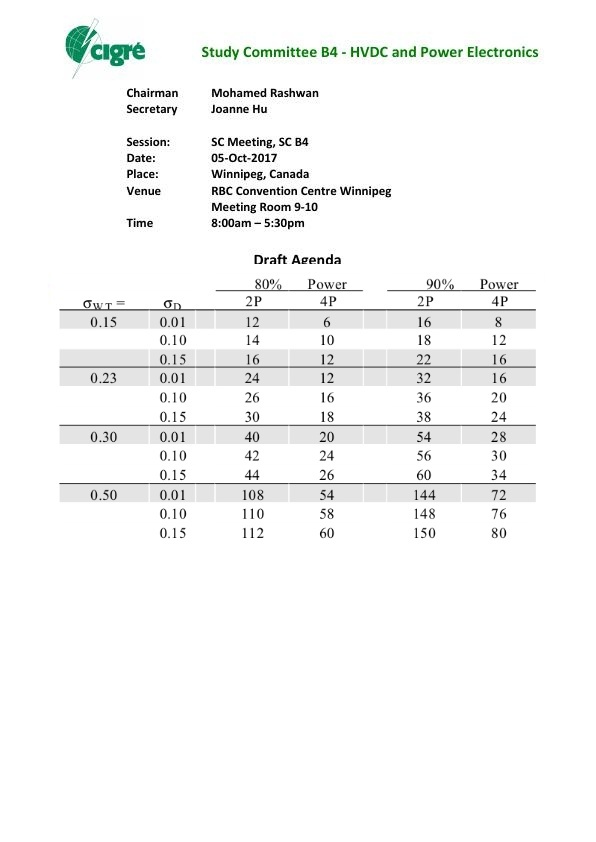 cigré
Study Committee B4 - HVDC and Power Electronics
Chairman Mohamed Rashwan
Secretary Joanne Hu
Session: SC Meeting, SC B4
Date: 05-Oct-2017
Place: Winnipeg, Canada
Venue RBC Convention Centre Winnipeg
Meeting Room 9-10
Time 8:00am – 5:30pm
Draft Agenda
80% Power 90% Power
σWT = σD 2P 4P 2P 4P
0.15 0.01 12 6 16 8
0.10 14 10 18 12
0.15 16 12 22 16
0.23 0.01 24 12 32 16
0.10 26 16 36 20
0.15 30 18 38 24
0.30 0.01 40 20 54 28
0.10 42 24 56 30
0.15 44 26 60 34
0.50 0.01 108 54 144 72
0.10 110 58 148 76
0.15 112 60 150 80